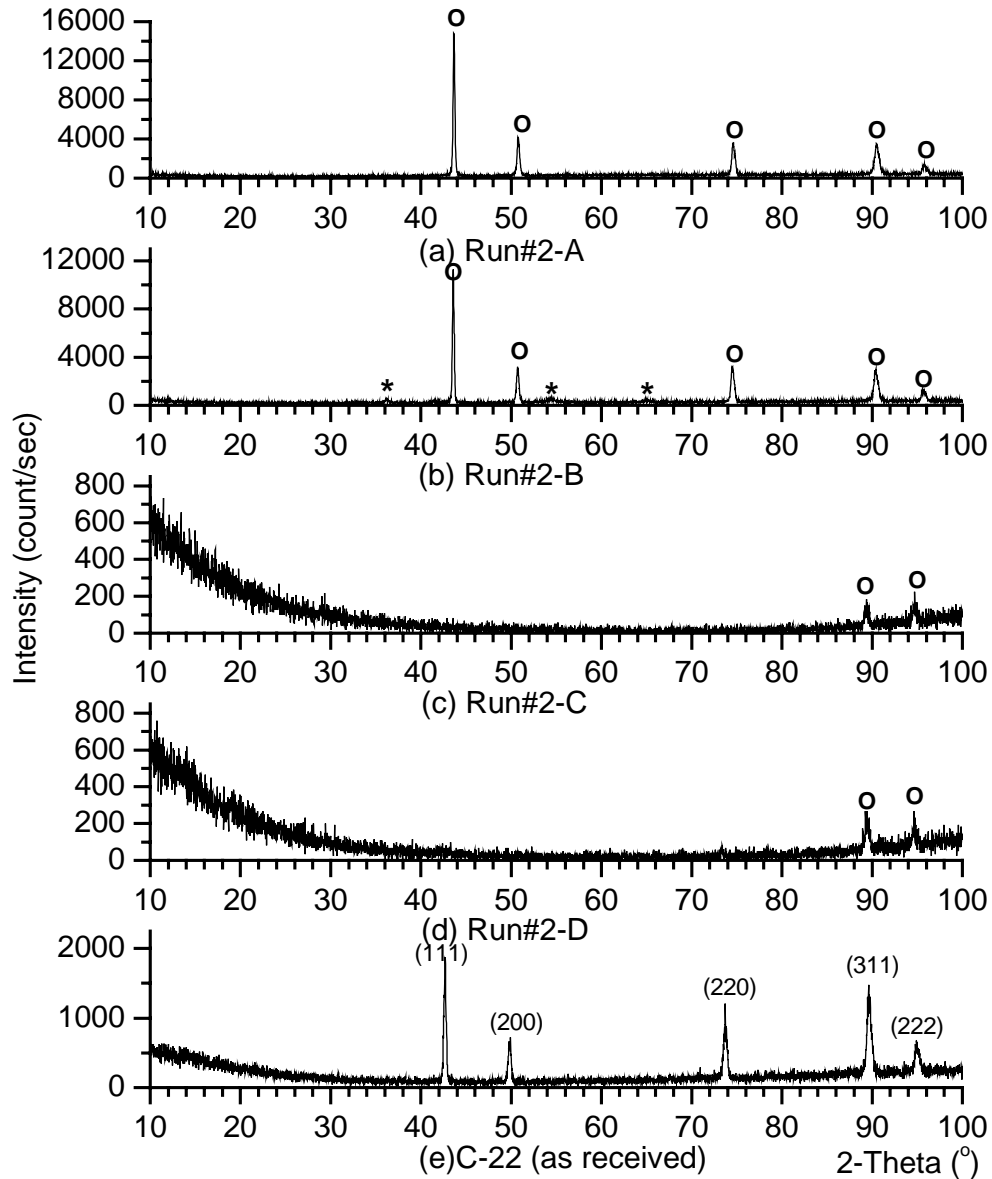 Intensity (count/sec)
16000
12000
8000
4000
0
O O O O O
10 20 30 40 50 60 70 80 90 100
(a) Run#2-A
12000
8000
4000
0
* O O * * O O O
10 20 30 40 50 60 70 80 90 100
(b) Run#2-B
800
600
400
200
0
O O
10 20 30 40 50 60 70 80 90 100
(c) Run#2-C
800
600
400
200
0
O O
10 20 30 40 50 60 70 80 90 100
(d) Run#2-D
2000
1000
0
(111) (200) (220) (311) (222)
10 20 30 40 50 60 70 80 90 100
(e)C-22 (as received)
2-Theta (°)